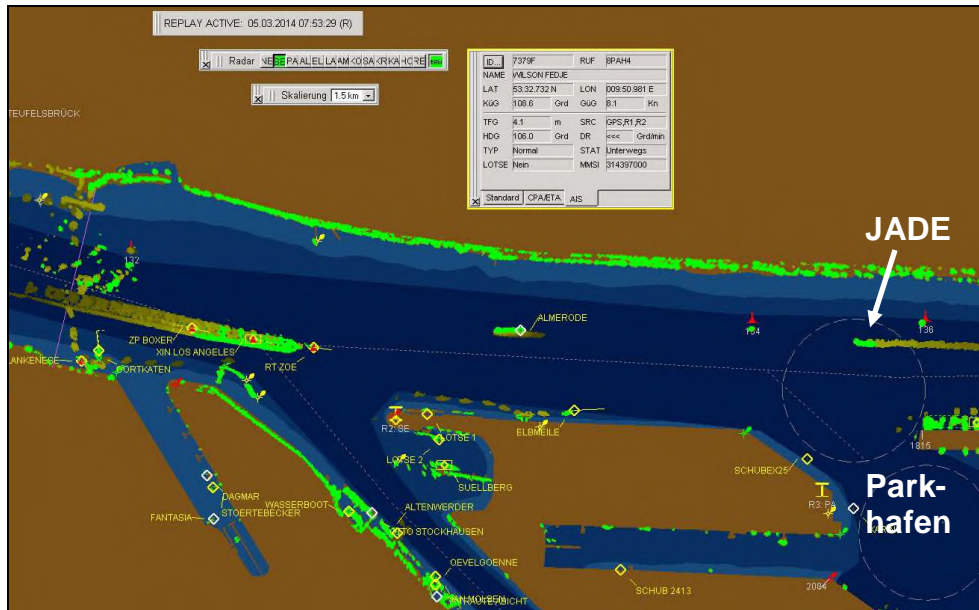 REPLAY ACTIVE: 05.03.2014 07:53:29 (R)
Radar
Skalierung 1.5 km
ID... 7379F RUF 8PAH4
NAME WILSON FEDJE
LAT 53:32.732 N LON 009:50.981 E
KüG 108.6 Grd GüG 8.1 Kn
TFG 4.1 m SRC GPS,R1,R2
HDG 106.0 Grd DR <<< Grd/min
TYP Normal STAT Unterwegs
LOTSE Nein MMSI 314397000
Standard CPA/ETA AIS
TEUFELSBRÜCK
JADE
132
134
136
ALMERODE
ZP BOXER
XIN LOS ANGELES
RT ZOE
ANKENESE
DORTKATEN
R2: SE
LOTSE 1
ELBMEILE
LOTSE 2
SUELLBERG
1815
SCHUBEX25
R3: PA
Park-
hafen
DAGMAR
STOERTEBECKER
FANTASIA
WASSERBOOT
ALTENWERDER
OTTO STOCKHAUSEN
OEVELGOENNE
SCHUB 2413
2084